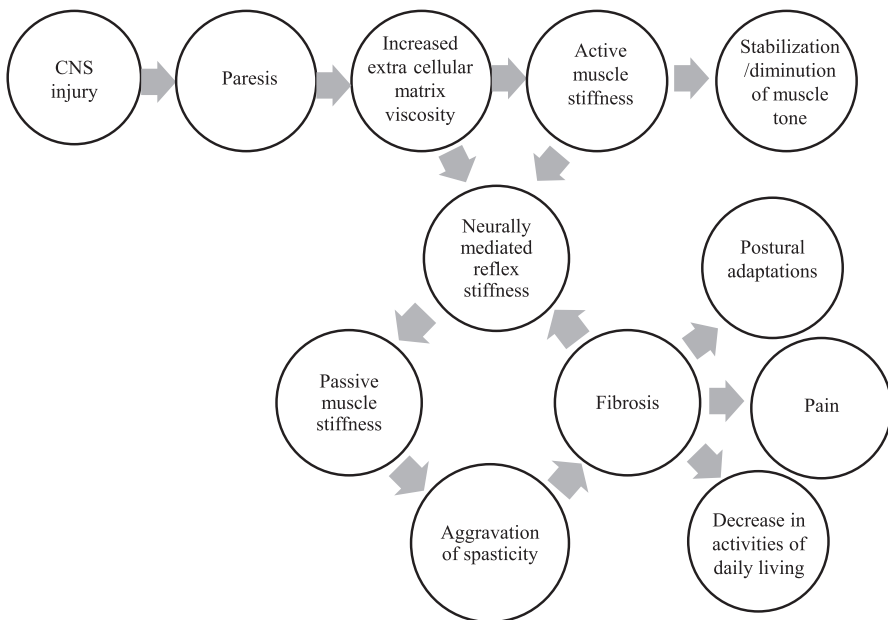 CNS
injury
Paresis
Increased
extra cellular
matrix
viscosity
Active
muscle
stiffness
Stabilization
/diminution
of muscle
tone
Neurally
mediated
reflex
stiffness
Postural
adaptations
Passive
muscle
stiffness
Fibrosis
Pain
Aggravation
of spasticity
Decrease in
activities of
daily living